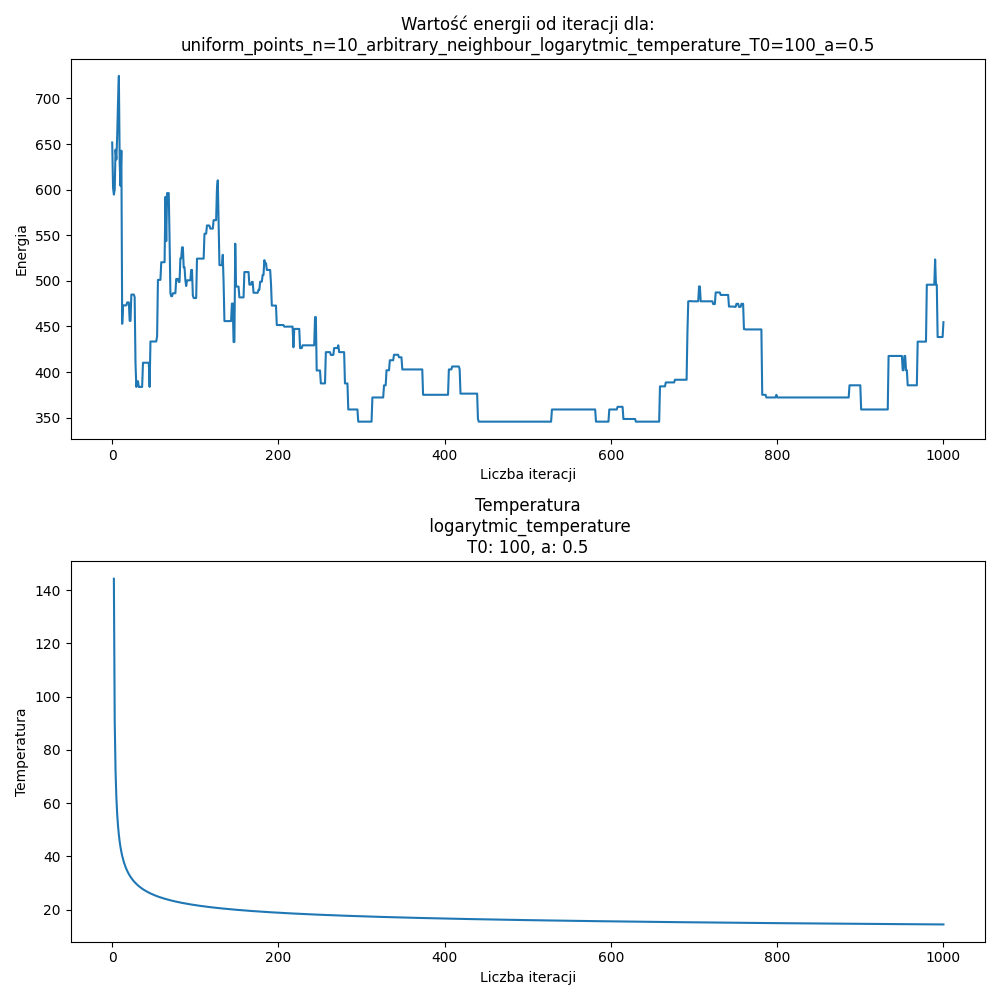 Wartość energii od iteracji dla:
uniform_points_n=10_arbitrary_neighbour_logarytmic_temperature_T0=100_a=0.5
700
650
600
550
500
450
400
350
Energia
0 200 400 600 800 1000
Liczba iteracji
Temperatura
logarytmic_temperature
T0: 100, a: 0.5
140
120
100
80
60
40
20
Temperatura
0 200 400 600 800 1000
Liczba iteracji